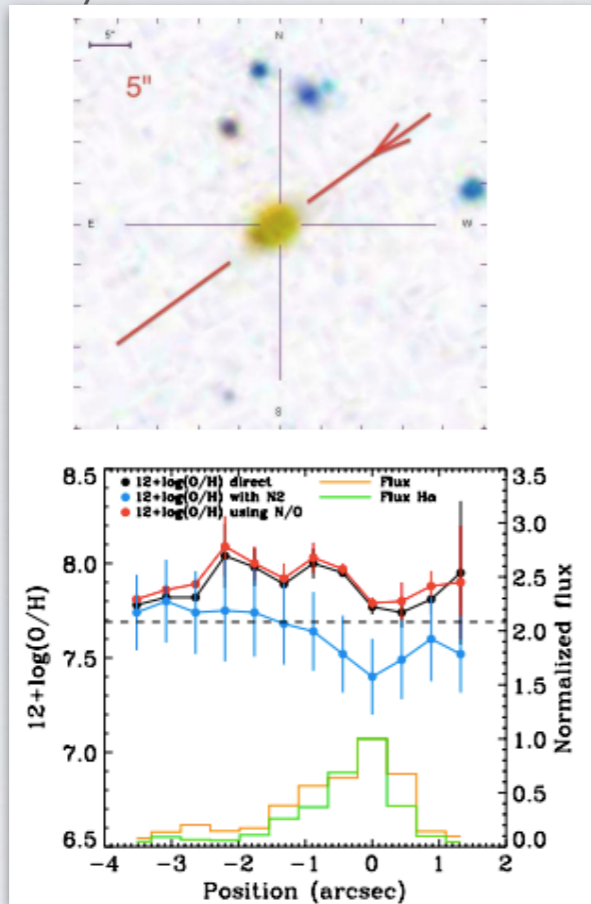 5"
N
5"
E
W
S
12+log(O/H) direct
Flux
12+log(O/H) with N2
Flux Hα
12+log(O/H) using N/O
8.5
8.0
7.5
7.0
6.5
12+log(O/H)
3.5
3.0
2.5
2.0
1.5
1.0
0.5
0.0
Normalized flux
-4
-3
-2
-1
0
1
2
Position (arcsec)